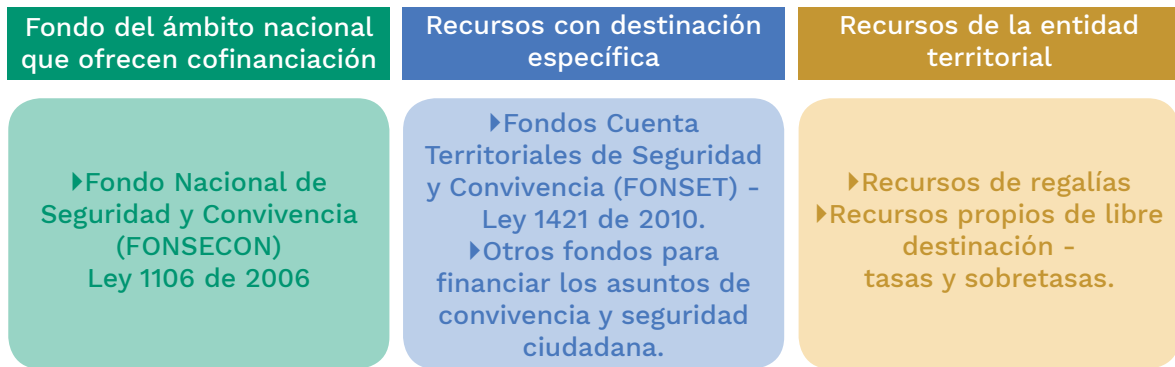 Fondo del ámbito nacional
que ofrecen cofinanciación
Fondo Nacional de
Seguridad y Convivencia
(FONSECON)
Ley 1106 de 2006
Recursos con destinación
específica
Fondos Cuenta
Territoriales de Seguridad
y Convivencia (FONSET) -
Ley 1421 de 2010.
Otros fondos para
financiar los asuntos de
convivencia y seguridad
ciudadana.
Recursos de la entidad
territorial
Recursos de regalías
Recursos propios de libre
destinación -
tasas y sobretasas.